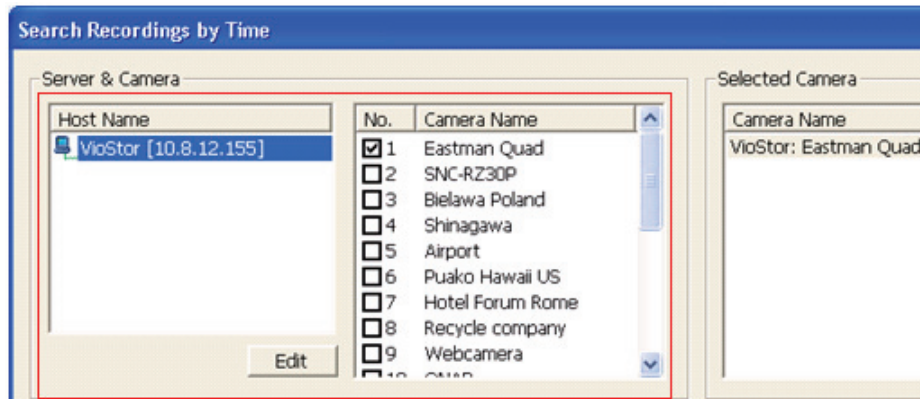 Search Recordings by Time
Server & Camera
Host Name
VioStor [10.8.12.155]
Edit
No. Camera Name
1 Eastman Quad
2 SNC-RZ30P
3 Bielawa Poland
4 Shinagawa
5 Airport
6 Puako Hawaii US
7 Hotel Forum Rome
8 Recycle company
9 Webcamera
Selected Camera
Camera Name
VioStor: Eastman Quad